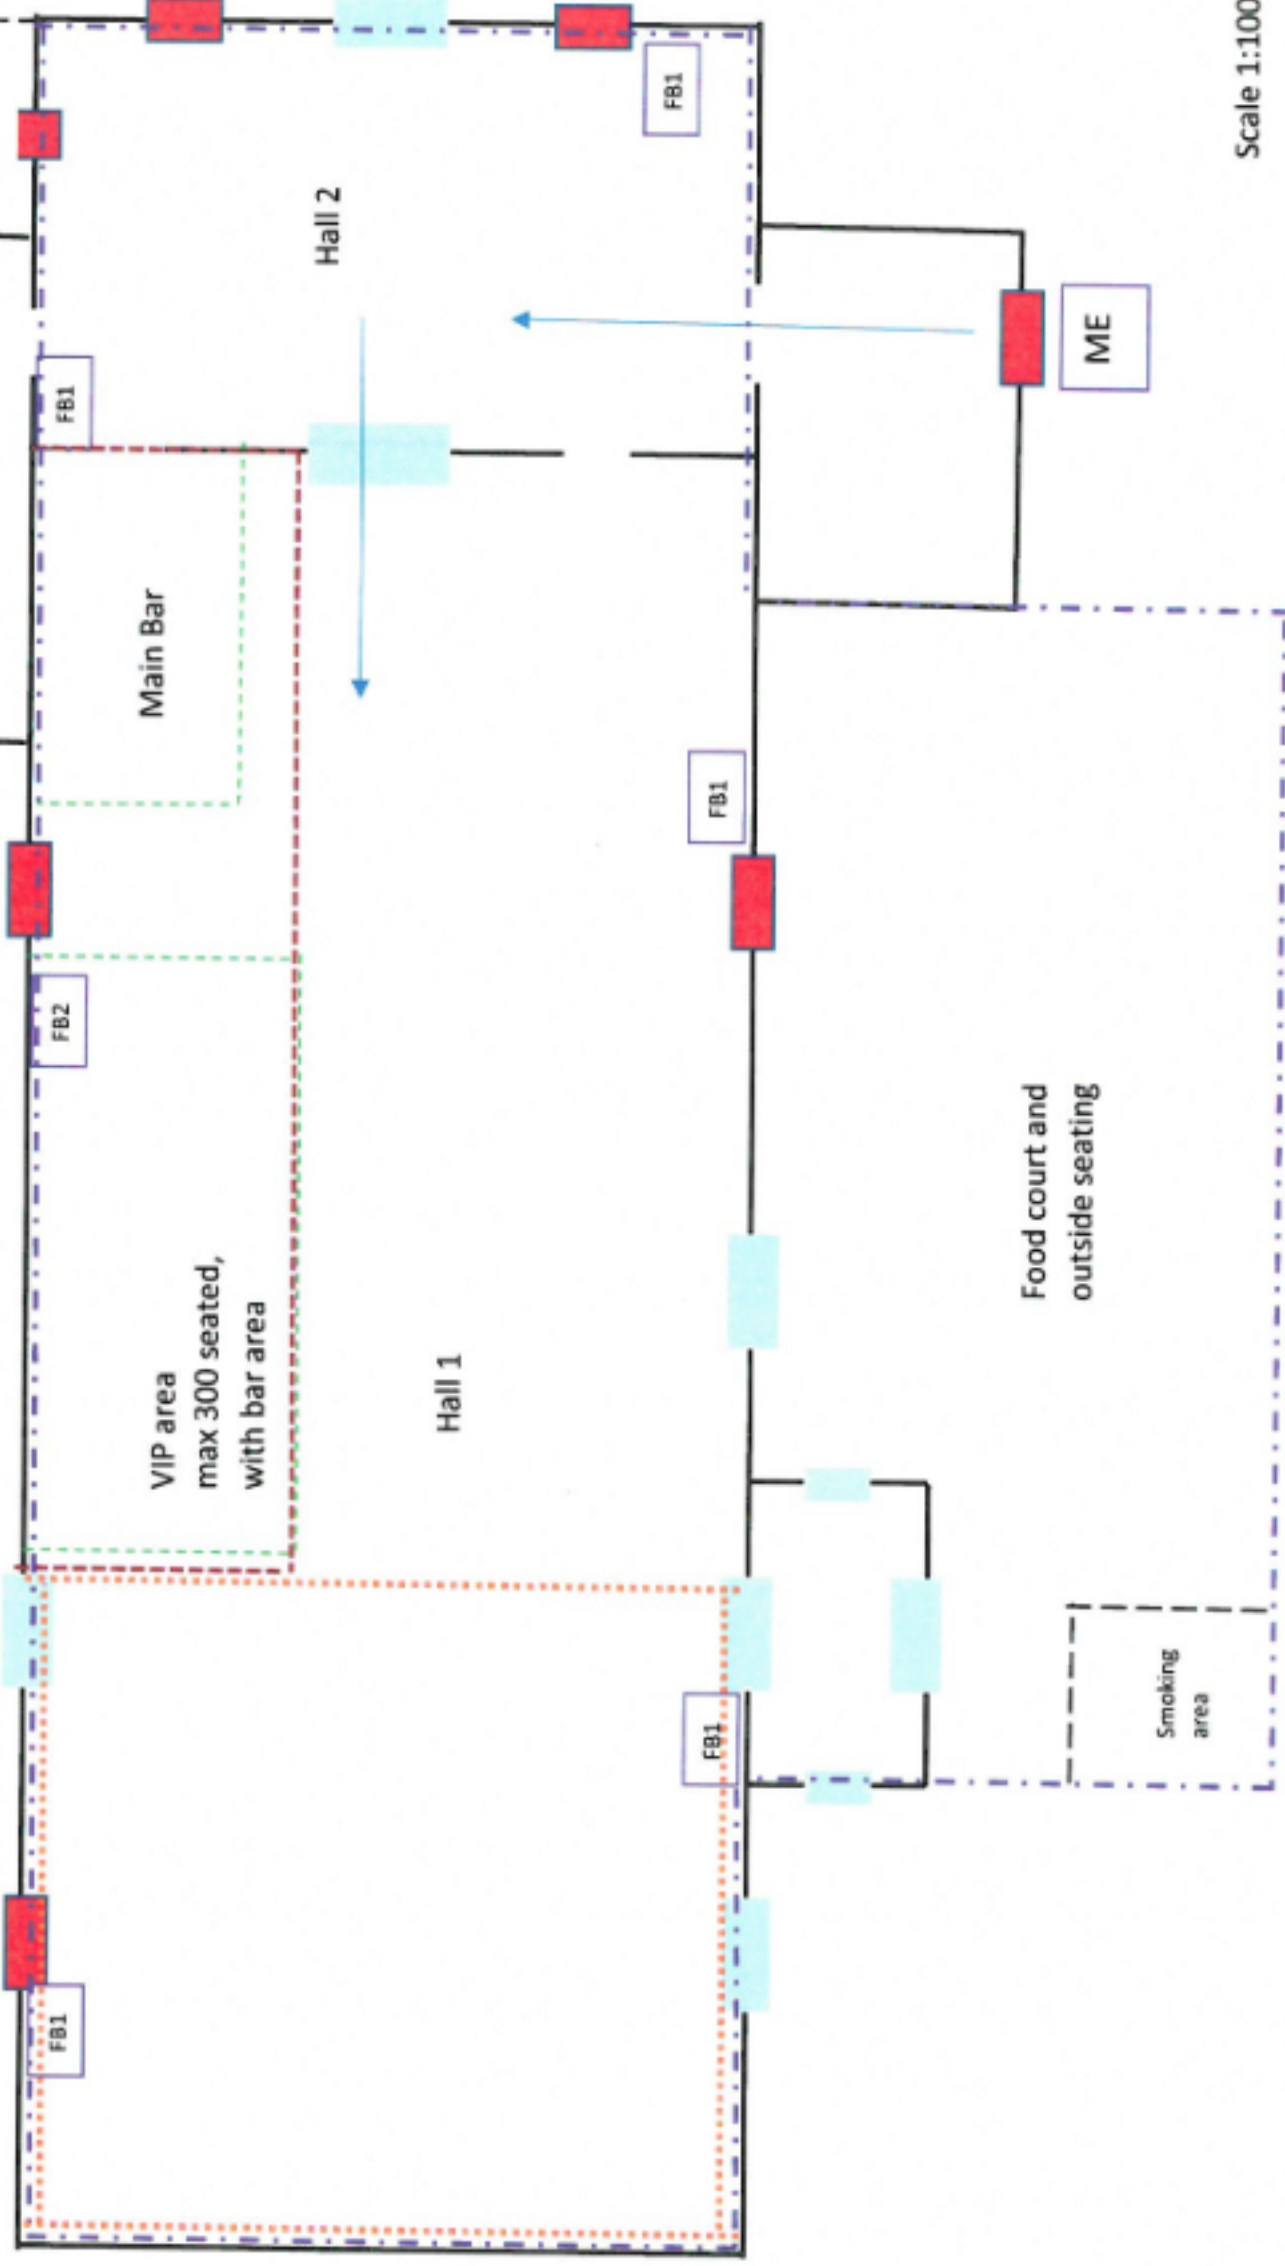 FB1
FB1
Hall 2
Scale 1:100
ME
Main Bar
FB1
FB2
VIP area
max 300 seated,
with bar area
Hall 1
Food court and
outside seating
FB1
Smoking
area
FB1